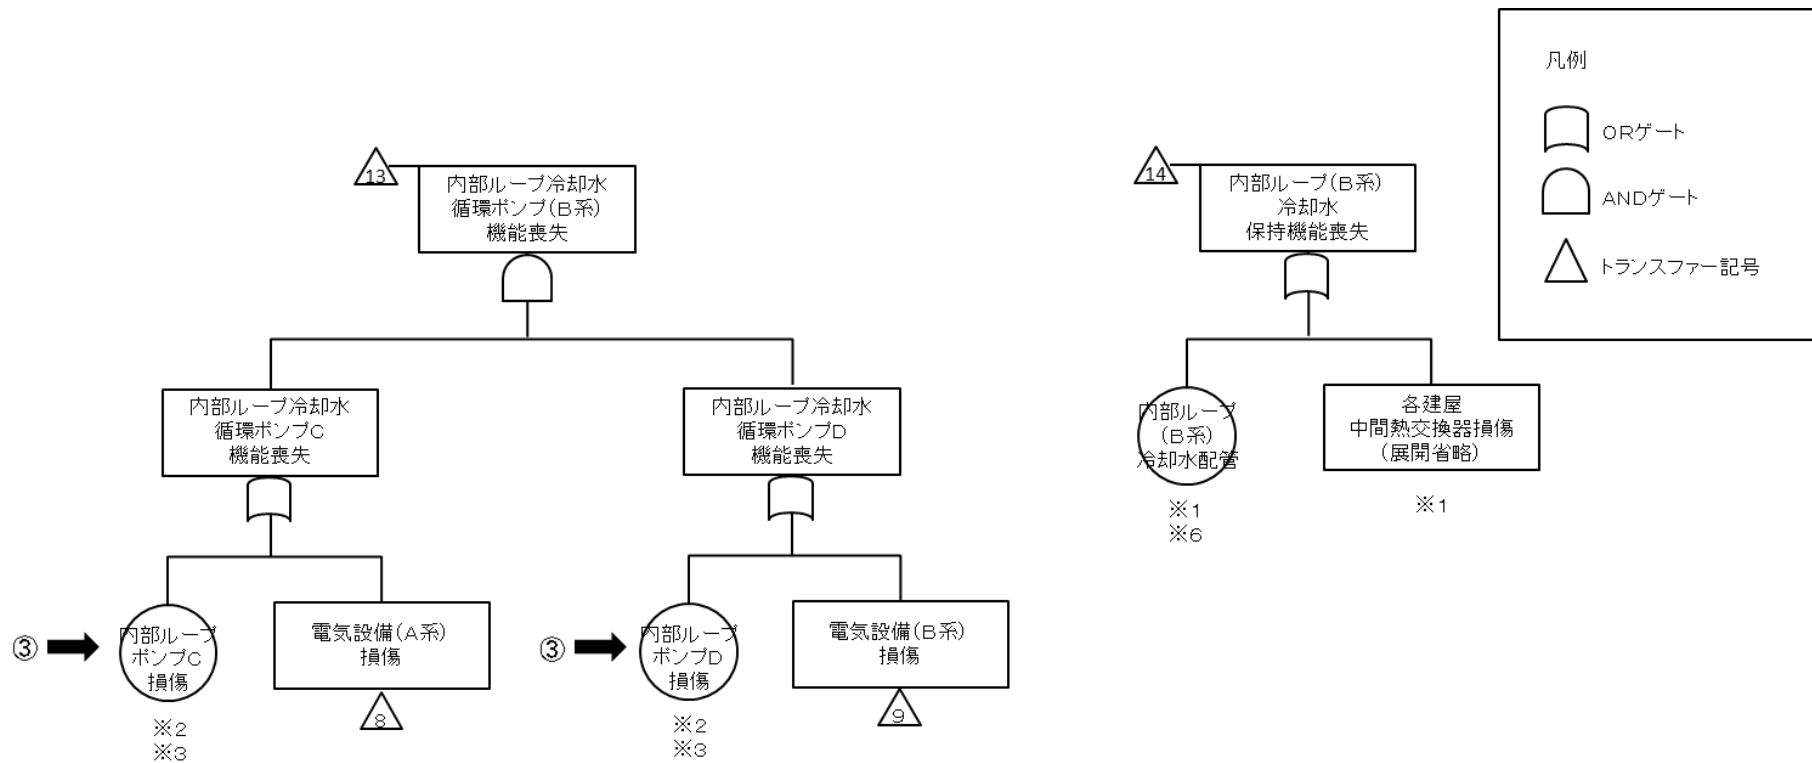 凡例
ORゲート
ANDゲート
トランスファー記号
13
内部ループ冷却水
循環ポンプ(B系)
機能喪失
内部ループ冷却水
循環ポンプC
機能喪失
内部ループ冷却水
循環ポンプD
機能喪失
③
内部ループ
ポンプC
損傷
※2
※3
電気設備(A系)
損傷
8
③
内部ループ
ポンプD
損傷
※2
※3
電気設備(B系)
損傷
9
14
内部ループ(B系)
冷却水
保持機能喪失
内部ループ
(B系)
冷却水配管
※1
※6
各建屋
中間熱交換器損傷
(展開省略)
※1